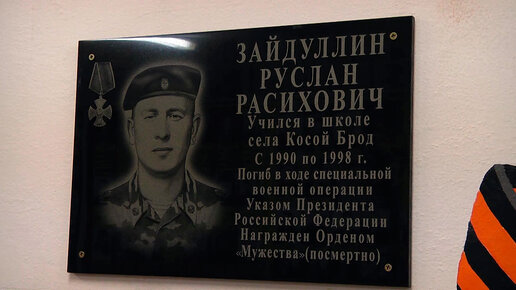 ЗАЙДУЛЛИН
РУСЛАН
РАСИХОВИЧ
Учился в школе
села Косой Брод
С 1990 по 1998 г.
Погиб в ходе специальной
военной операции
Указом Президента
Российской Федерации
Награжден Орденом
«Мужества»(посмертно)